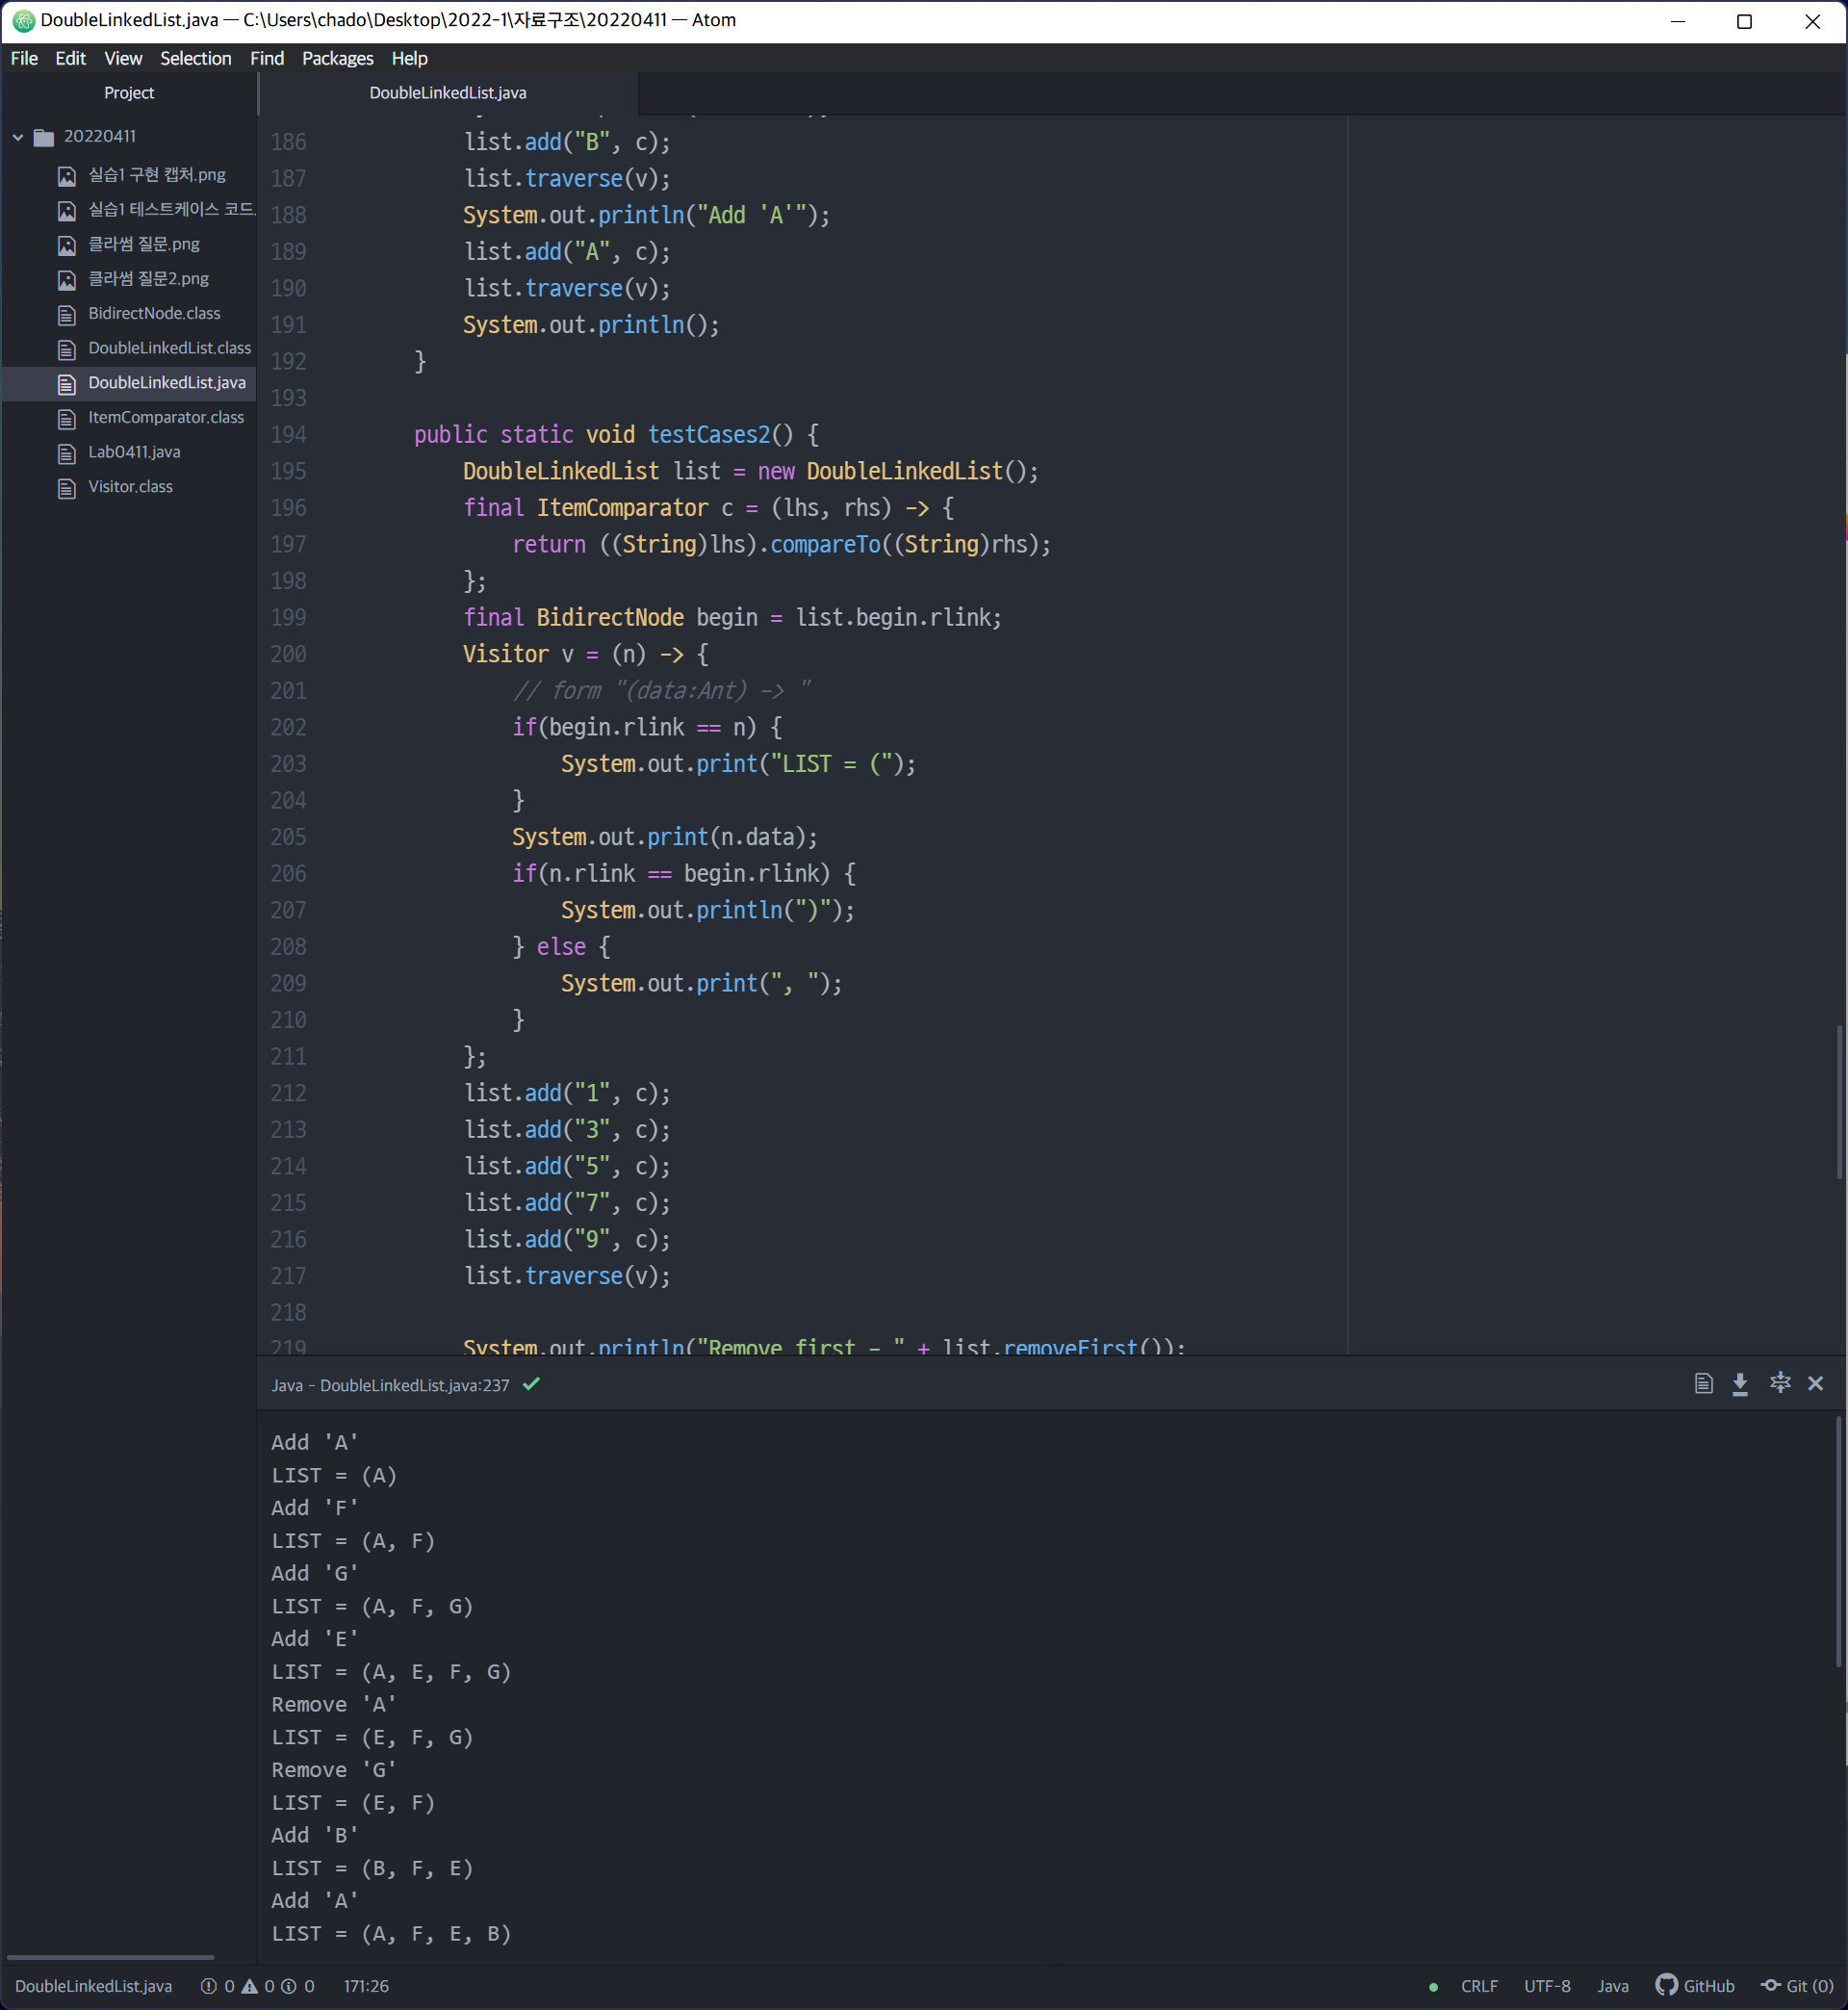 DoubleLinkedList.java — C:\Users\chado\Desktop\2022-1\자료구조\20220411 — Atom
File Edit View Selection Find Packages Help
Project
DoubleLinkedList.java
20220411
실습1 구현 캡처.png
실습1 테스트케이스 코드.
클라썸 질문.png
클라썸 질문2.png
BidirectNode.class
DoubleLinkedList.class
DoubleLinkedList.java
ItemComparator.class
Lab0411.java
Visitor.class
186 list.add("B", c);
187 list.traverse(v);
188 System.out.println("Add 'A'");
189 list.add("A", c);
190 list.traverse(v);
191 System.out.println();
192 }
193
194 public static void testCases2() {
195 DoubleLinkedList list = new DoubleLinkedList();
196 final ItemComparator c = (lhs, rhs) -> {
197 return ((String)lhs).compareTo((String)rhs);
198 };
199 final BidirectNode begin = list.begin.rlink;
200 Visitor v = (n) -> {
201 // form "(data:Ant) -> "
202 if(begin.rlink == n) {
203 System.out.print("LIST = (");
204 }
205 System.out.print(n.data);
206 if(n.rlink == begin.rlink) {
207 System.out.println(")");
208 } else {
209 System.out.print(", ");
210 }
211 };
212 list.add("1", c);
213 list.add("3", c);
214 list.add("5", c);
215 list.add("7", c);
216 list.add("9", c);
217 list.traverse(v);
218
219 System.out.println("Remove first - " + list.removeFirst());
Java - DoubleLinkedList.java:237
Add 'A'
LIST = (A)
Add 'F'
LIST = (A, F)
Add 'G'
LIST = (A, F, G)
Add 'E'
LIST = (A, E, F, G)
Remove 'A'
LIST = (E, F, G)
Remove 'G'
LIST = (E, F)
Add 'B'
LIST = (B, F, E)
Add 'A'
LIST = (A, F, E, B)
DoubleLinkedList.java 0 0 0 171:26 CRLF UTF-8 Java GitHub Git (0)